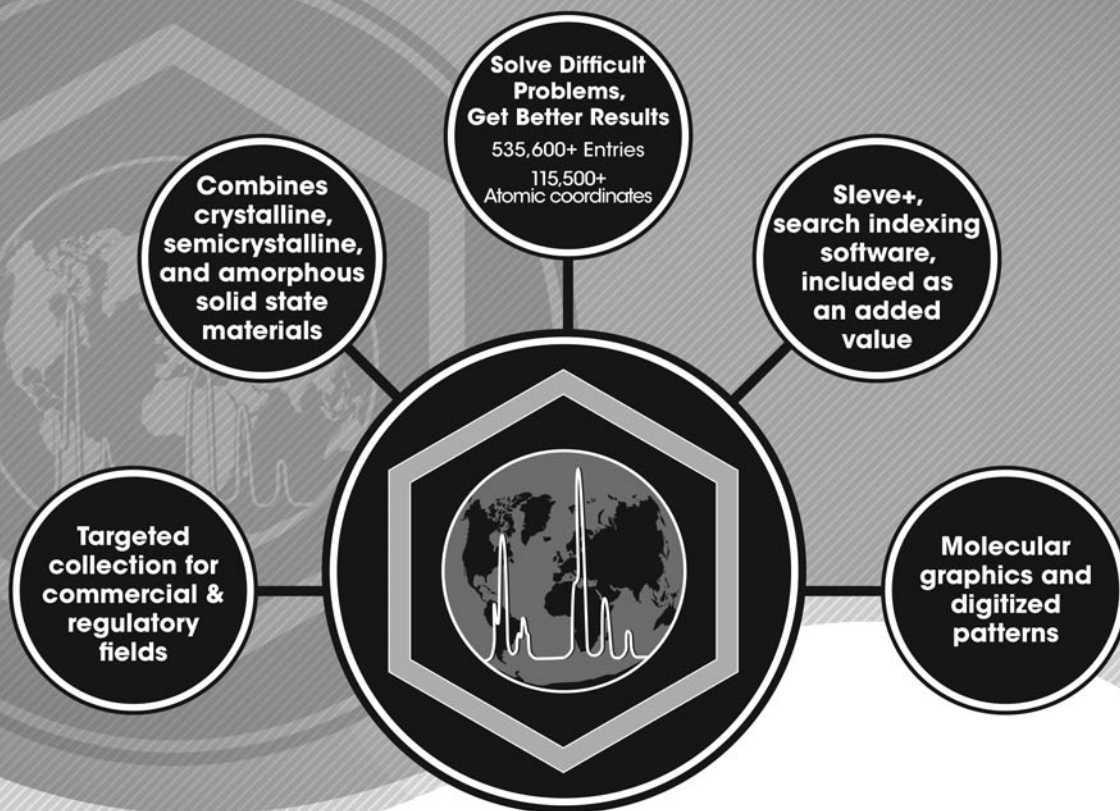 Solve Difficult
Problems,
Get Better Results
535,600+ Entries
115,500+
Atomic coordinates
Combines
crystalline,
semicrystalline,
and amorphous
solid state
materials
SIeve+,
search indexing
software,
included as
an added
value
Targeted
collection for
commercial &
regulatory
fields
Molecular
graphics and
digitized
patterns